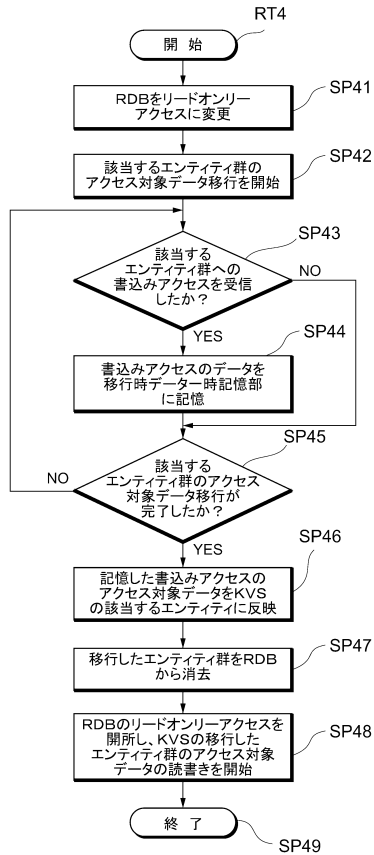 RT4
開 始
SP41
RDBをリードオンリー
アクセスに変更
SP42
該当するエンティティ群の
アクセス対象データ移行を開始
SP43
該当する
エンティティ群への
書込みアクセスを受信
したか？
NO
YES
SP44
書込みアクセスのデータを
移行時データ一時記憶部
に記憶
SP45
該当する
エンティティ群のアクセス
対象データ移行が
完了したか？
NO
YES
SP46
記憶した書込みアクセスの
アクセス対象データをKVS
の該当するエンティティに反映
SP47
移行したエンティティ群をRDB
から消去
SP48
RDBのリードオンリーアクセスを
開所し、KVSの移行した
エンティティ群のアクセス対象
データの読書きを開始
終 了
SP49